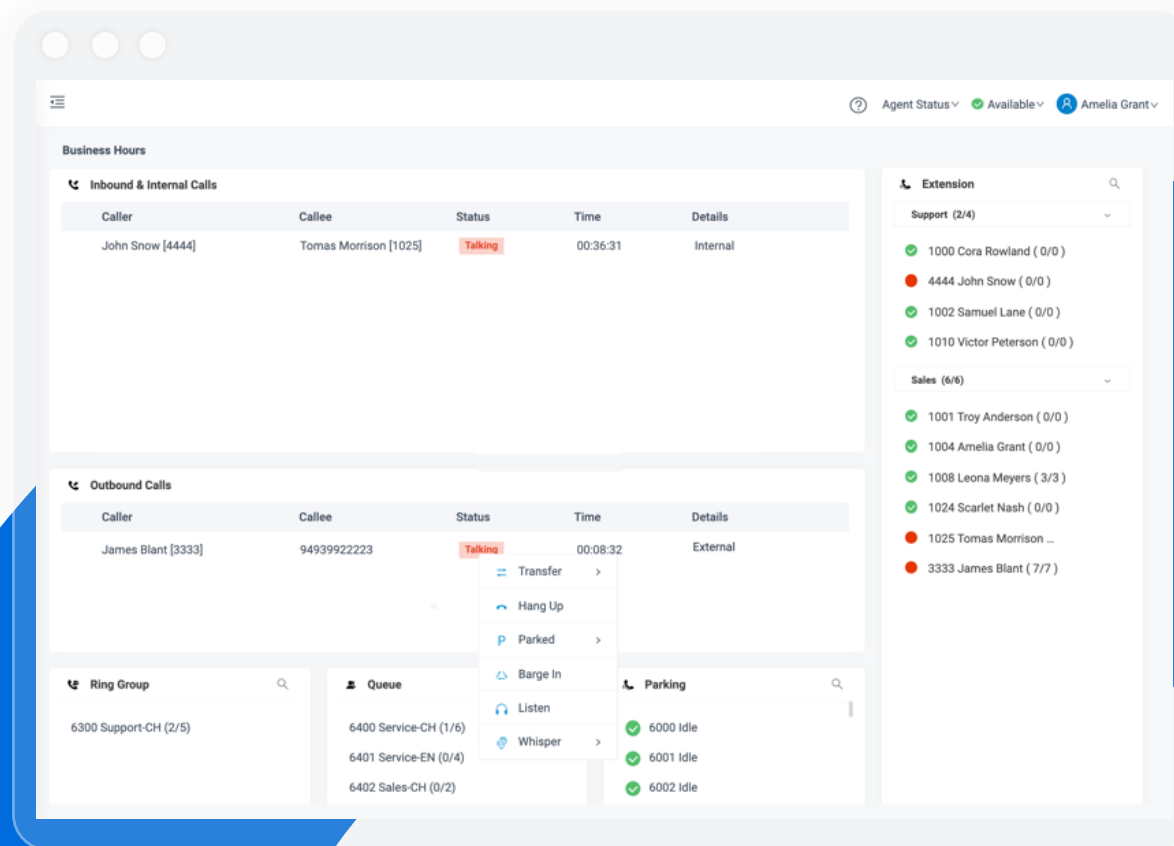 Agent Status Available Amelia Grant
Business Hours
Inbound & Internal Calls
Caller Callee Status Time Details
John Snow [4444] Tomas Morrison [1025] Talking 00:36:31 Internal
Outbound Calls
Caller Callee Status Time Details
James Blant [3333] 94939922223 Talking 00:08:32 External
Transfer
Hang Up
P Parked
Barge In
Listen
Whisper
Ring Group
6300 Support-CH (2/5)
Queue
6400 Service-CH (1/6)
6401 Service-EN (0/4)
6402 Sales-CH (0/2)
Parking
6000 Idle
6001 Idle
6002 Idle
Extension
Support (2/4)
1000 Cora Rowland ( 0/0 )
4444 John Snow ( 0/0 )
1002 Samuel Lane ( 0/0 )
1010 Victor Peterson ( 0/0 )
Sales (6/6)
1001 Troy Anderson ( 0/0 )
1004 Amelia Grant ( 0/0 )
1008 Leona Meyers ( 3/3 )
1024 Scarlet Nash ( 0/0 )
1025 Tomas Morrison ...
3333 James Blant ( 7/7 )